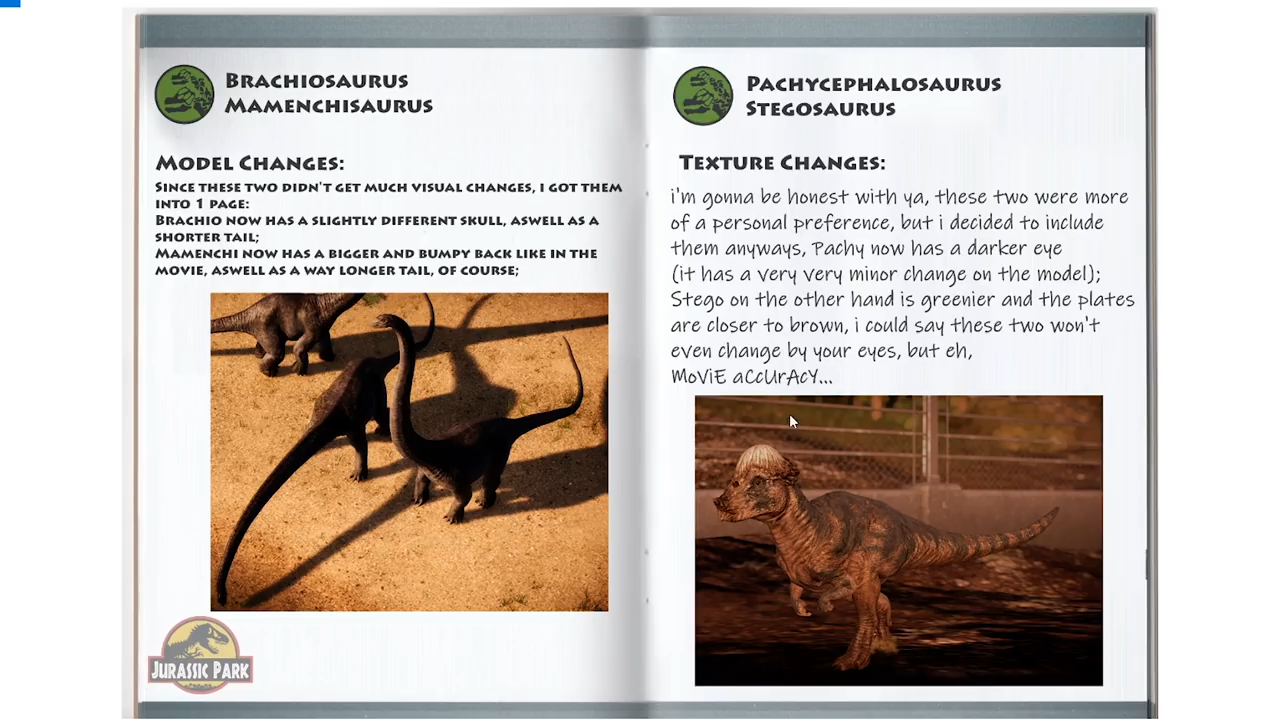 BRACHIOSAURUS
MAMENCHISAURUS
MODEL CHANGES:
SINCE THESE TWO DIDN'T GET MUCH VISUAL CHANGES, I GOT THEM
INTO 1 PAGE:
BRACHIO NOW HAS A SLIGHTLY DIFFERENT SKULL, ASWELL AS A
SHORTER TAIL;
MAMENCHI NOW HAS A BIGGER AND BUMPY BACK LIKE IN THE
MOVIE, ASWELL AS A WAY LONGER TAIL, OF COURSE;
JURASSIC PARK
PACHYCEPHALOSAURUS
STEGOSAURUS
TEXTURE CHANGES:
i'm gonna be honest with ya, these two were more
of a personal preference, but i decided to include
them anyways, Pachy now has a darker eye
(it has a very very minor change on the model);
Stego on the other hand is greenier and the plates
are closer to brown, i could say these two won't
even change by your eyes, but eh,
MoViE aCcUrAcY...